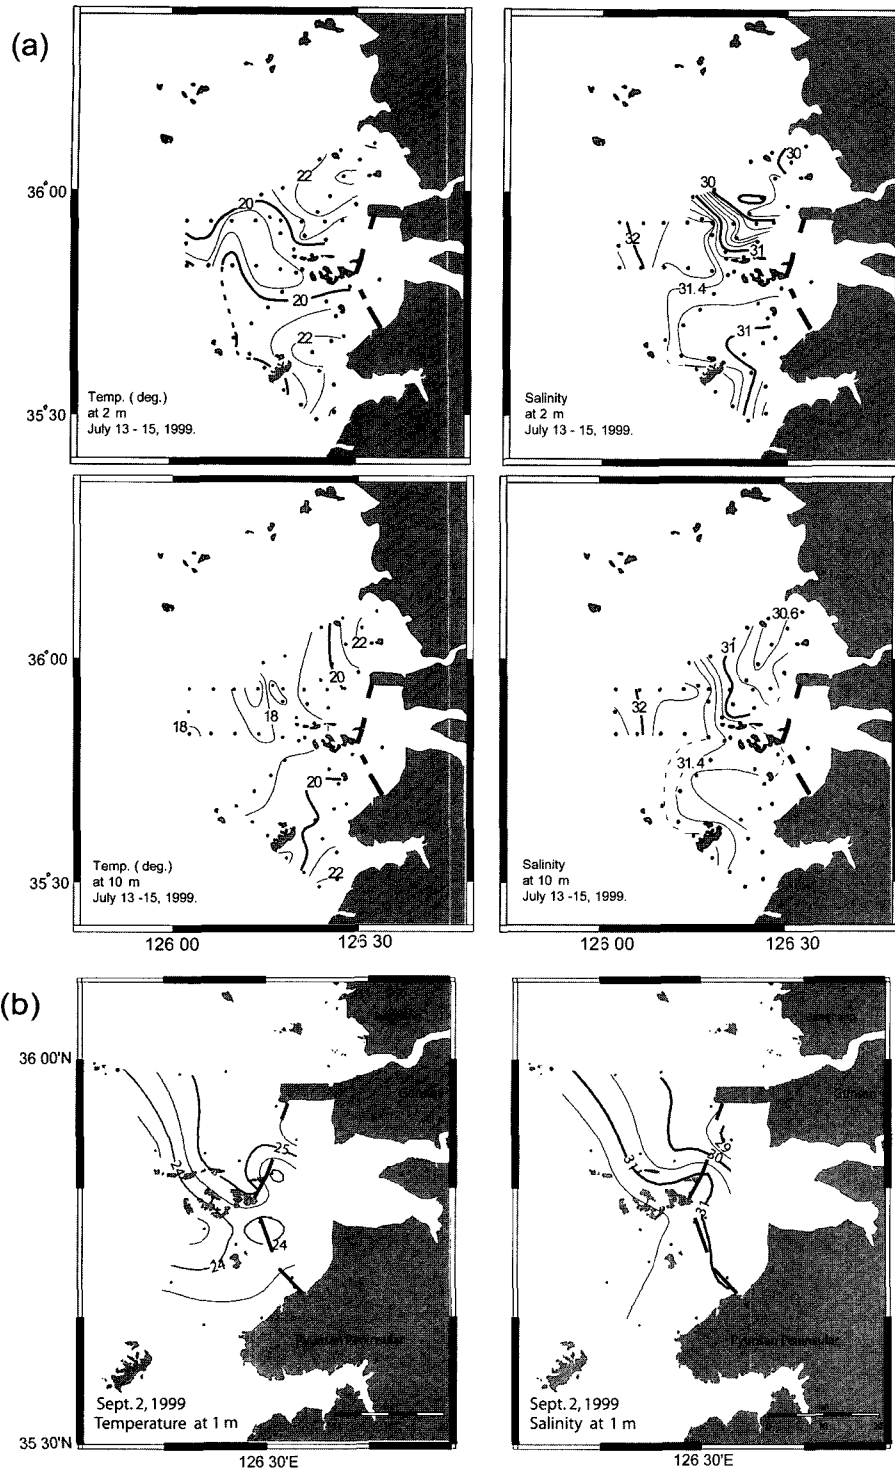 (a)
22
20
20
22
36° 00
35° 30
Temp. ( deg.)
at 2 m
July 13 - 15, 1999.
30
30
32
31
31.4
31
Salinity
at 2 m
July 13 - 15, 1999.
22
20
18
18
20
22
36° 00
35° 30
Temp. ( deg.)
at 10 m
July 13 -15, 1999.
126 00
126 30
30.6
31
32
31.4
Salinity
at 10 m
July 13 -15, 1999.
126 00
126 30
(b)
36 00'N
25
24
24
24
Sept. 2, 1999
Temperature at 1 m
35 30'N
126 30'E
29
30
31
31
Sept. 2, 1999
Salinity at 1 m
126 30'E